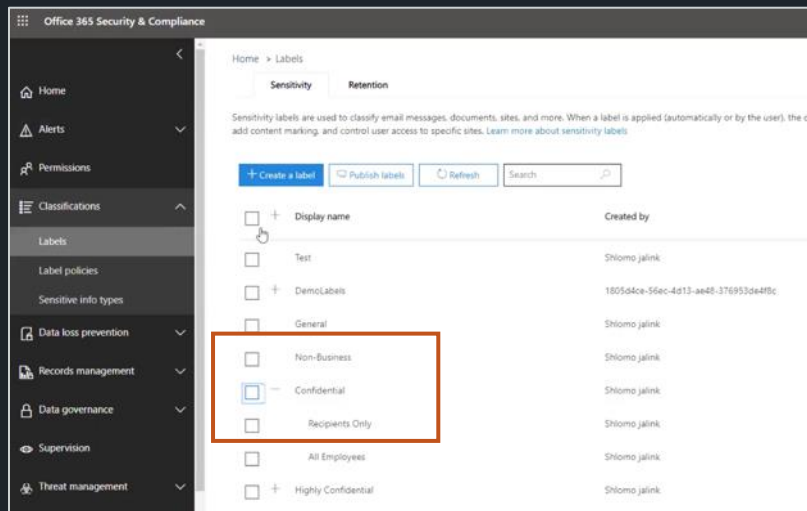 Office 365 Security & Compliance
Home > Labels
Sensitivity Retention
Sensitivity labels are used to classify email messages, documents, sites, and more. When a label is applied (automatically or by the user), the c
add content marking, and control user access to specific sites. Learn more about sensitivity labels
+ Create a label Publish labels Refresh Search
Home
Alerts
Permissions
Classifications
Labels
Label policies
Sensitive info types
Data loss prevention
Records management
Data governance
Supervision
Threat management
Display name Created by
Test Shlomo jalink
DemoLabels 1805d4ce-56ec-4d13-ae48-376953de4f8c
General Shlomo jalink
Non-Business Shlomo jalink
Confidential Shlomo jalink
Recipients Only Shlomo jalink
All Employees Shlomo jalink
Highly Confidential Shlomo jalink